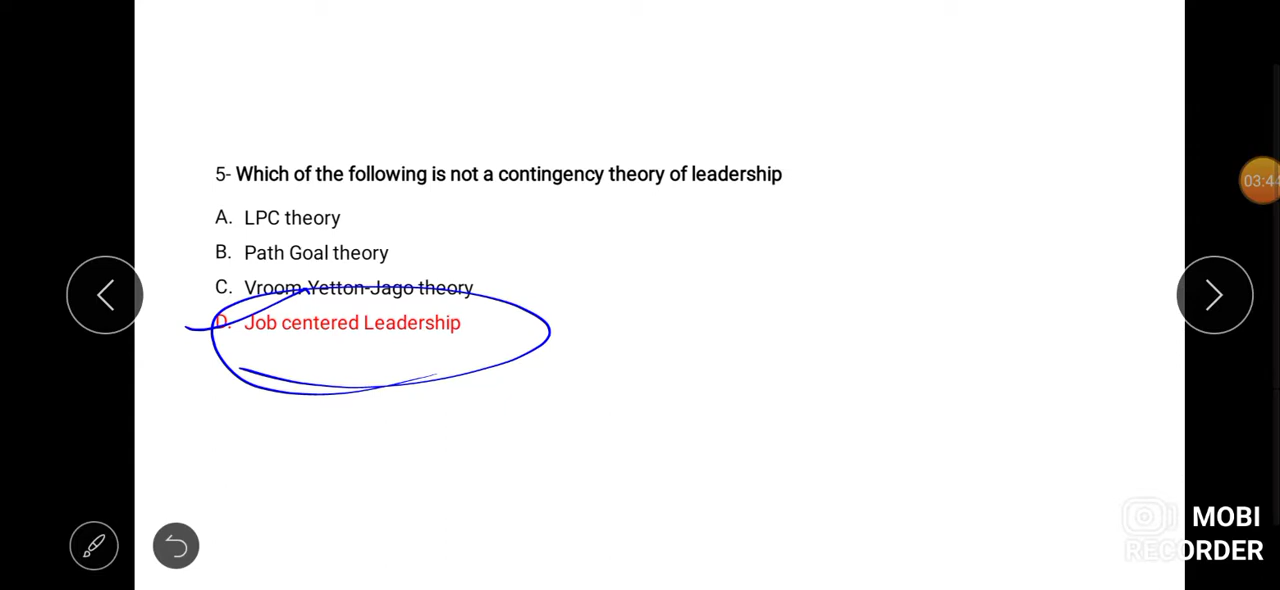 5- Which of the following is not a contingency theory of leadership
A. LPC theory
B. Path Goal theory
C. Vroom-Yetton-Jago theory
D. Job centered Leadership
03:44
MOBI
RECORDER